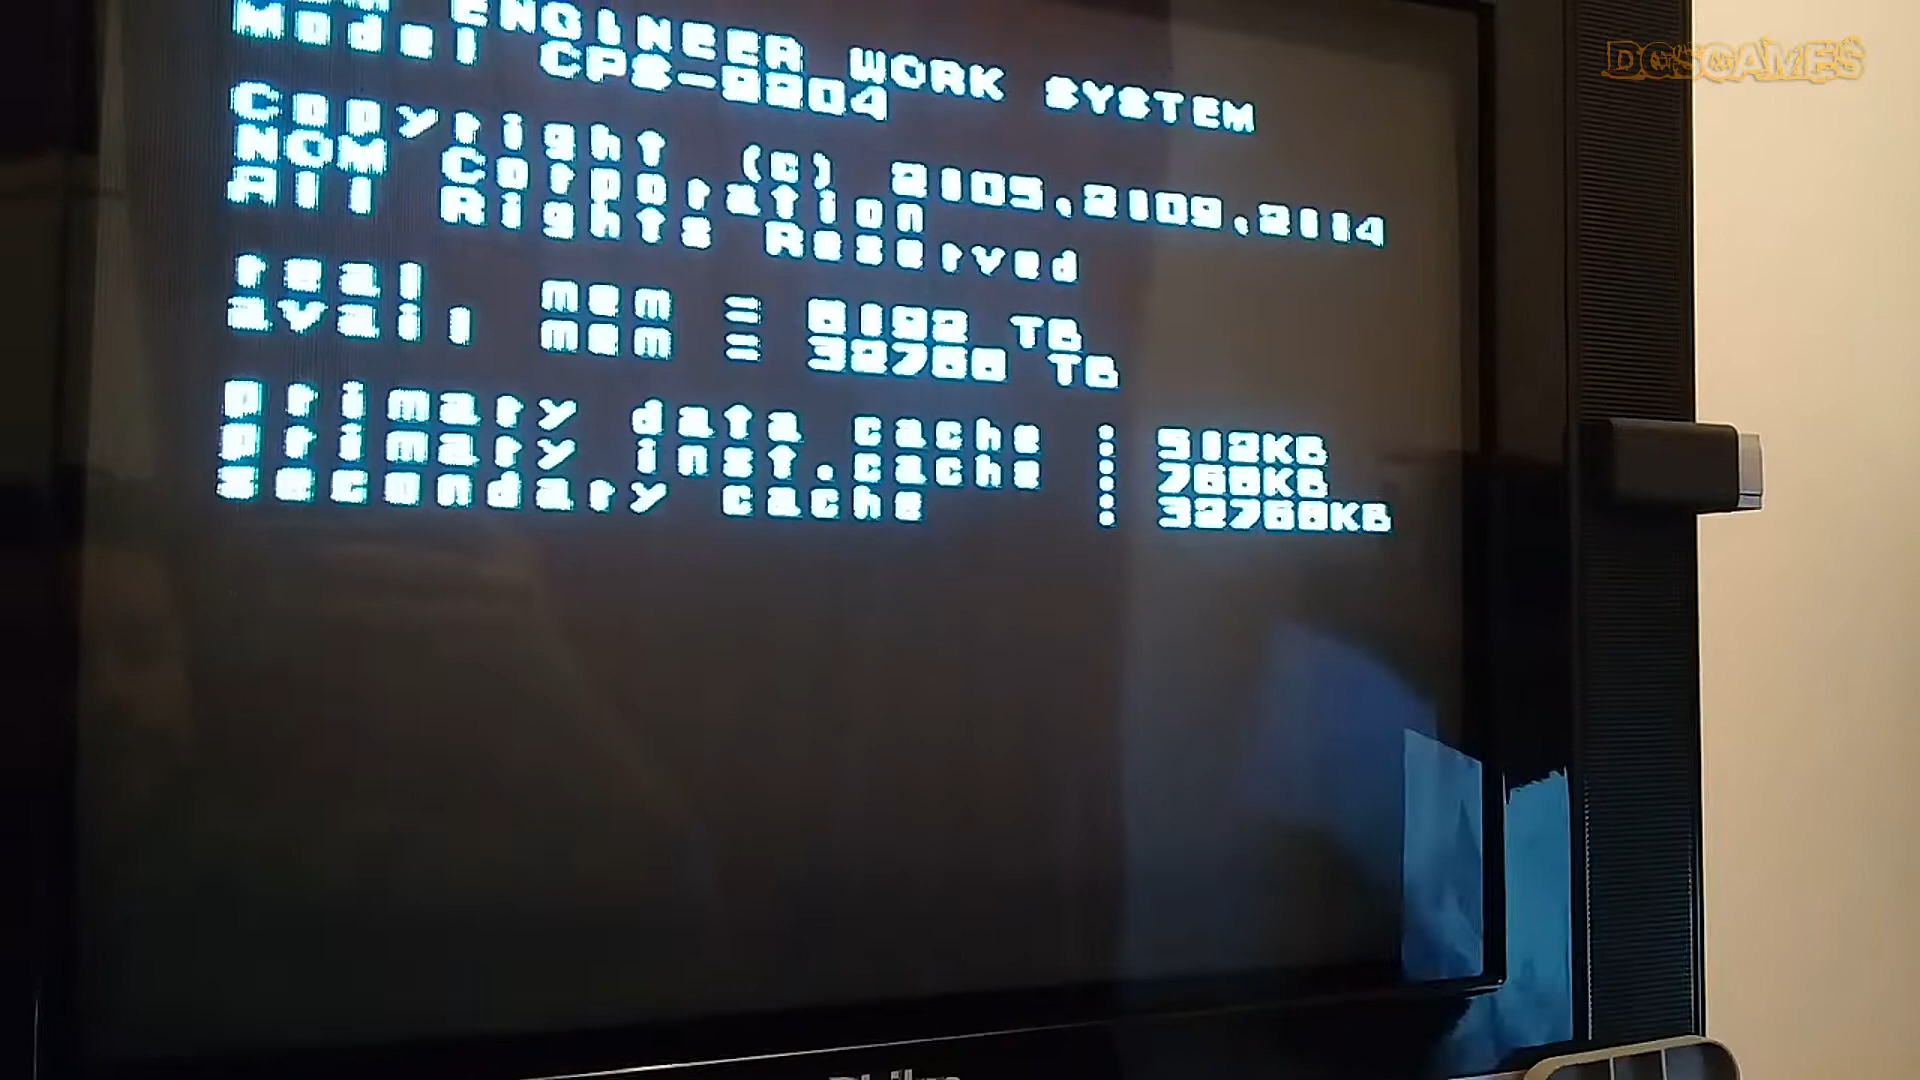 DGSGAMES
ENGINEER WORK SYSTEM
Model CPS-9204
Copyright (c) 2105,2109,2114
NOM Corporation
All Rights Reserved
real mem = 8192 TB
avail mem = 32768 TB
primary data cache : 512KB
primary inst.cache : 768KB
secondary cache : 32768KB